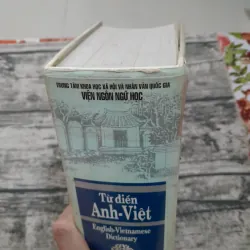 TRUNG TÂM KHOA HỌC XÃ HỘI VÀ NHÂN VĂN QUỐC GIA
VIỆN NGÔN NGỮ HỌC
Từ điển
Anh-Việt
English-Vietnamese
Dictionary